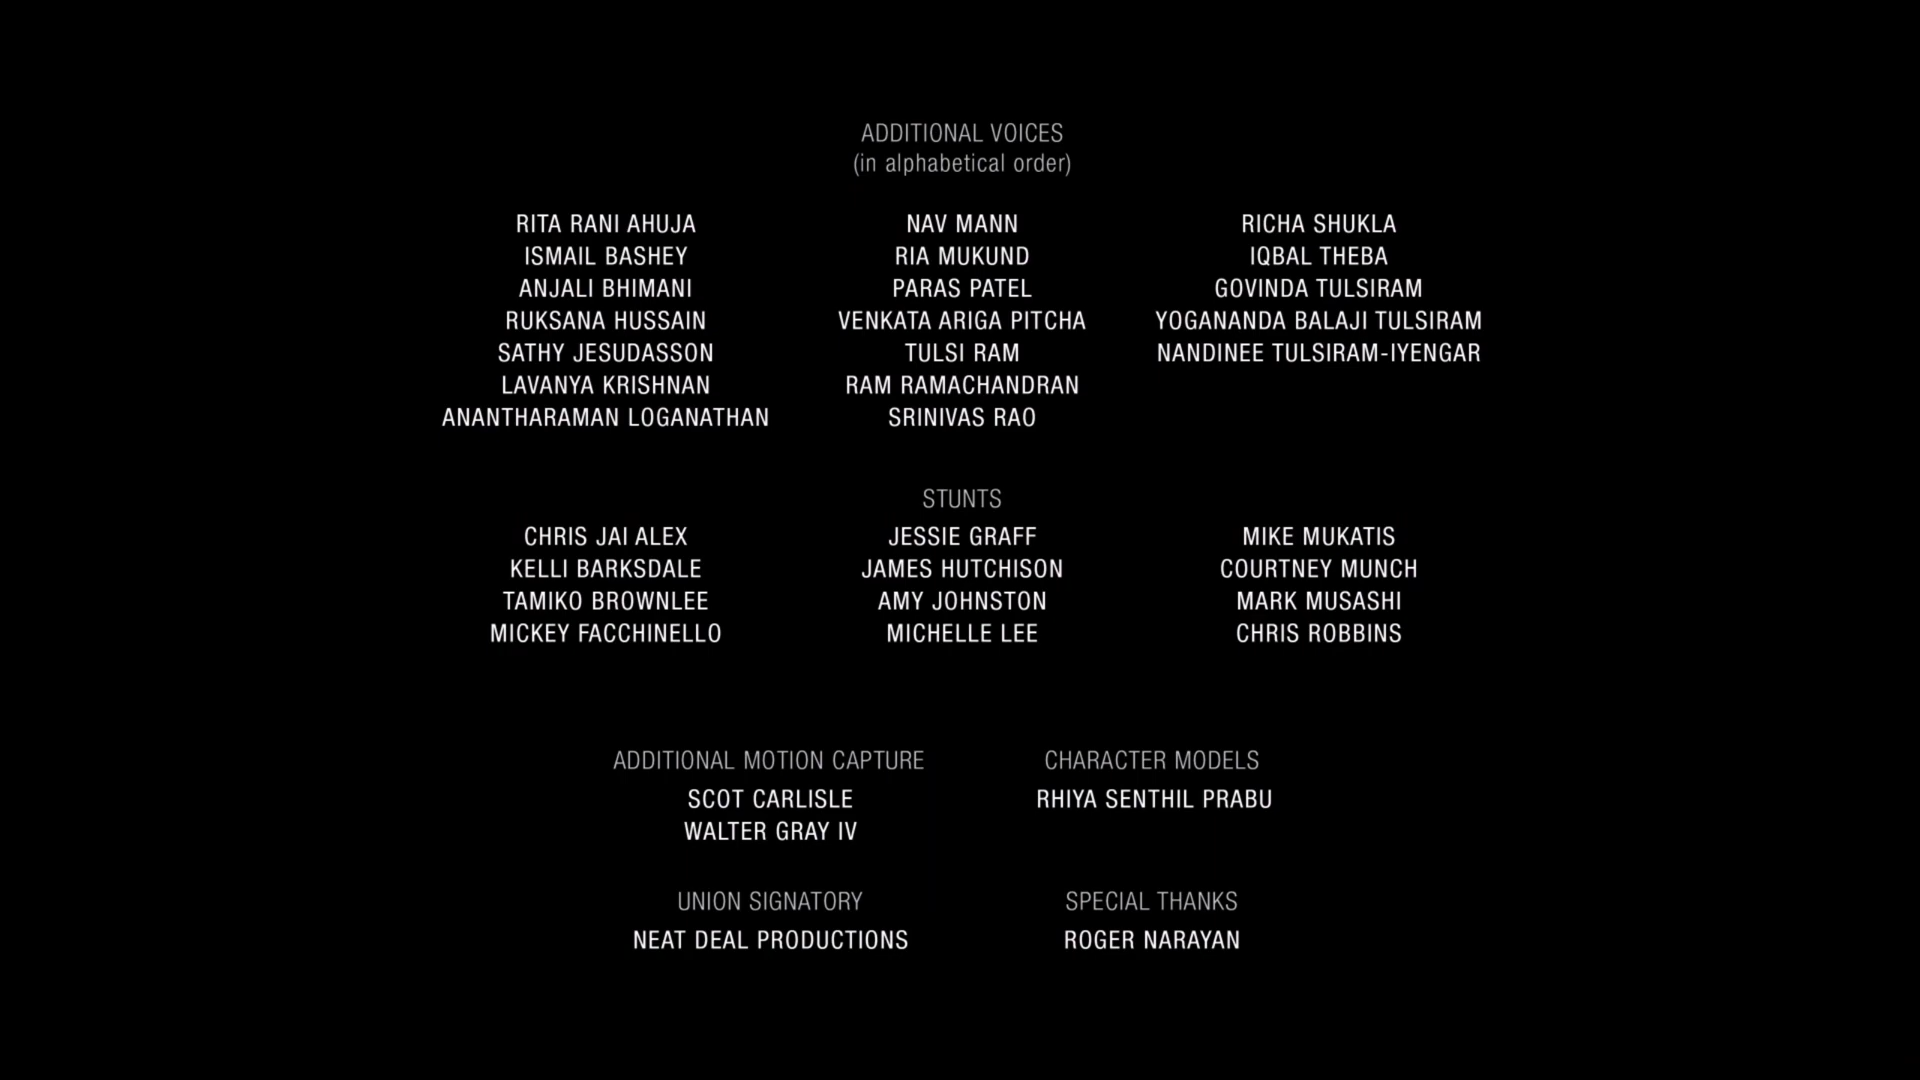 ADDITIONAL VOICES
(in alphabetical order)
RITA RANI AHUJA
ISMAIL BASHEY
ANJALI BHIMANI
RUKSANA HUSSAIN
SATHY JESUDASSON
LAVANYA KRISHNAN
ANANTHARAMAN LOGANATHAN
NAV MANN
RIA MUKUND
PARAS PATEL
VENKATA ARIGA PITCHA
TULSI RAM
RAM RAMACHANDRAN
SRINIVAS RAO
RICHA SHUKLA
IQBAL THEBA
GOVINDA TULSIRAM
YOGANANDA BALAJI TULSIRAM
NANDINEE TULSIRAM-IYENGAR
STUNTS
CHRIS JAI ALEX
KELLI BARKSDALE
TAMIKO BROWNLEE
MICKEY FACCHINELLO
JESSIE GRAFF
JAMES HUTCHISON
AMY JOHNSTON
MICHELLE LEE
MIKE MUKATIS
COURTNEY MUNCH
MARK MUSASHI
CHRIS ROBBINS
ADDITIONAL MOTION CAPTURE
SCOT CARLISLE
WALTER GRAY IV
CHARACTER MODELS
RHIYA SENTHIL PRABU
UNION SIGNATORY
NEAT DEAL PRODUCTIONS
SPECIAL THANKS
ROGER NARAYAN